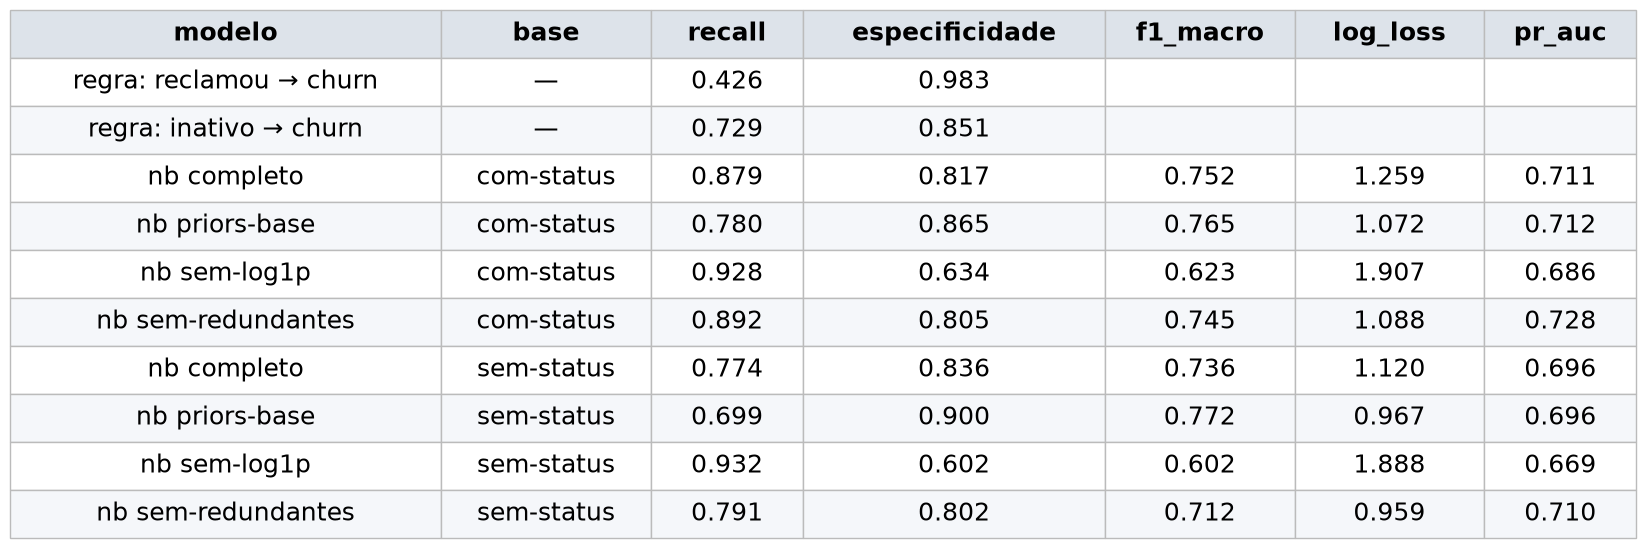 modelo base recall especificidade f1_macro log_loss pr_auc
regra: reclamou → churn — 0.426 0.983
regra: inativo → churn — 0.729 0.851
nb completo com-status 0.879 0.817 0.752 1.259 0.711
nb priors-base com-status 0.780 0.865 0.765 1.072 0.712
nb sem-log1p com-status 0.928 0.634 0.623 1.907 0.686
nb sem-redundantes com-status 0.892 0.805 0.745 1.088 0.728
nb completo sem-status 0.774 0.836 0.736 1.120 0.696
nb priors-base sem-status 0.699 0.900 0.772 0.967 0.696
nb sem-log1p sem-status 0.932 0.602 0.602 1.888 0.669
nb sem-redundantes sem-status 0.791 0.802 0.712 0.959 0.710